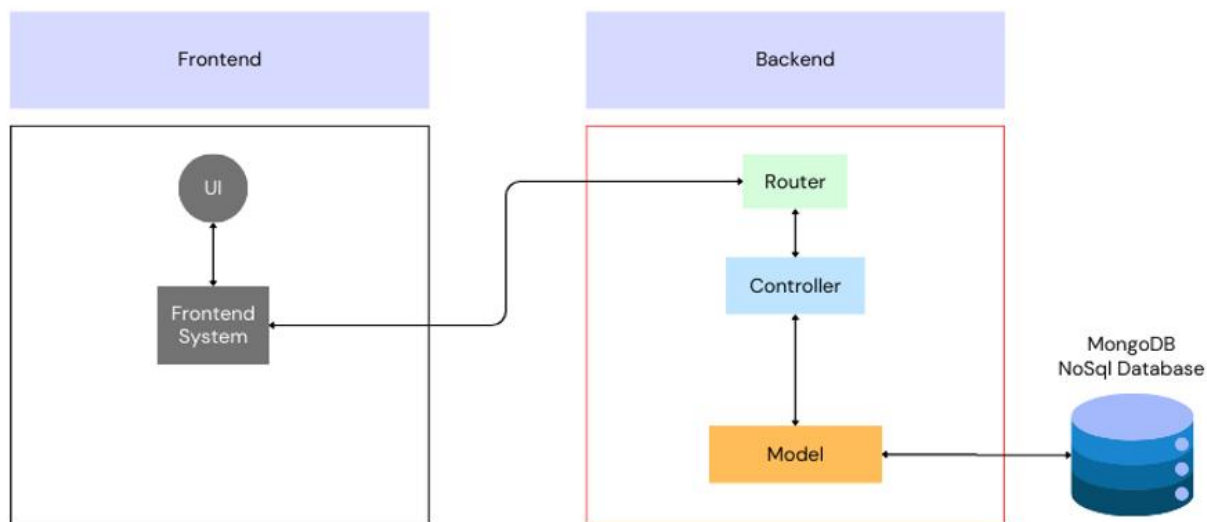 Frontend
Backend
UI
Router
Frontend
System
Controller
MongoDB
NoSql Database
Model